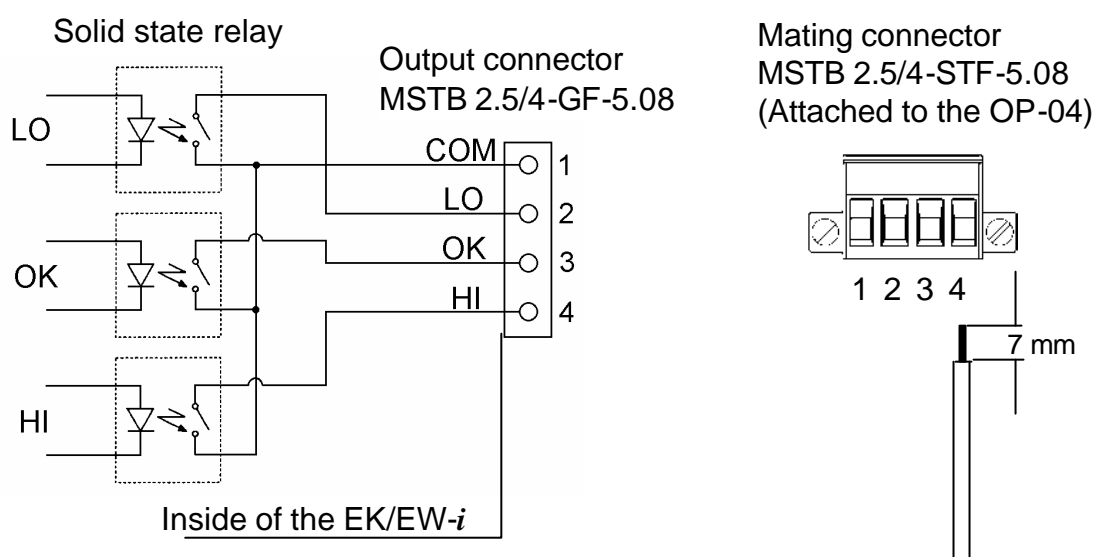 Solid state relay
Output connector
MSTB 2.5/4-GF-5.08
LO
OK
HI
COM 1
LO 2
OK 3
HI 4
Inside of the EK/EW-i
Mating connector
MSTB 2.5/4-STF-5.08
(Attached to the OP-04)
1 2 3 4
7 mm